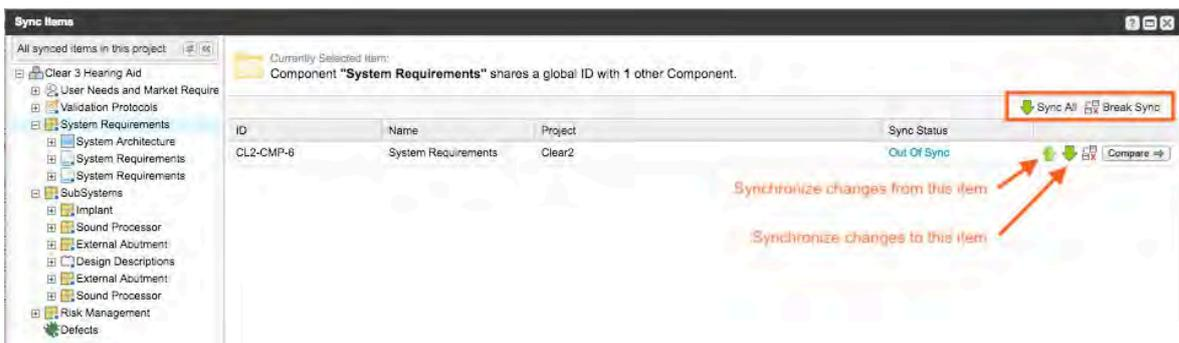 Sync Items
All synced items in this project
Currently Selected Item:
Component "System Requirements" shares a global ID with 1 other Component.
Clear 3 Hearing Aid
User Needs and Market Require
Validation Protocols
System Requirements
System Architecture
System Requirements
System Requirements
SubSystems
Implant
Sound Processor
External Abutment
Design Descriptions
External Abutment
Sound Processor
Risk Management
Defects
Sync All Break Sync
ID Name Project Sync Status
CL2-CMP-6 System Requirements Clear2 Out Of Sync Compare
Synchronize changes from this item
Synchronize changes to this item